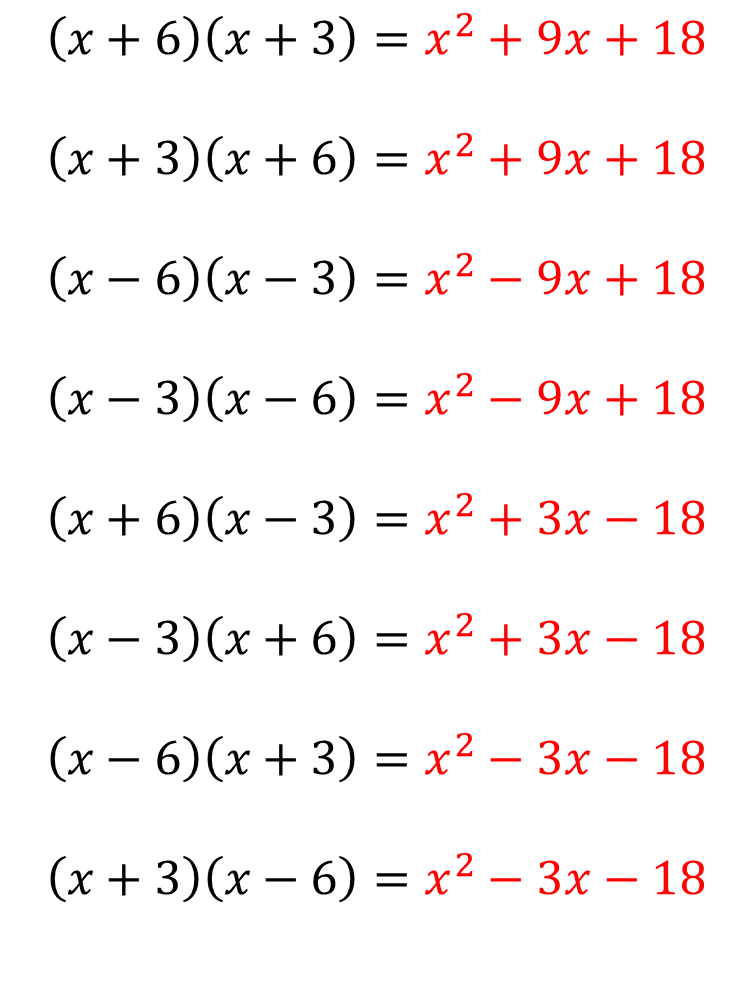 (x + 6)(x + 3) = x² + 9x + 18
(x + 3)(x + 6) = x² + 9x + 18
(x − 6)(x − 3) = x² − 9x + 18
(x − 3)(x − 6) = x² − 9x + 18
(x + 6)(x − 3) = x² + 3x − 18
(x − 3)(x + 6) = x² + 3x − 18
(x − 6)(x + 3) = x² − 3x − 18
(x + 3)(x − 6) = x² − 3x − 18